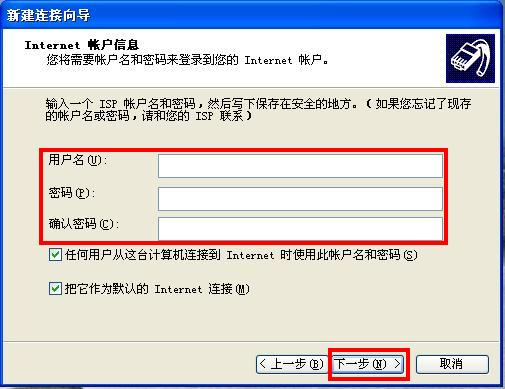 新建连接向导
Internet 帐户信息
您将需要帐户名和密码来登录到您的 Internet 帐户。
输入一个 ISP 帐户名和密码，然后写下保存在安全的地方。（如果您忘记了现存
的帐户名或密码，请和您的 ISP 联系）
用户名(U):
密码(P):
确认密码(C):
任何用户从这台计算机连接到 Internet 时使用此帐户名和密码(S)
把它作为默认的 Internet 连接(M)
< 上一步(B) 下一步(N) > 取消